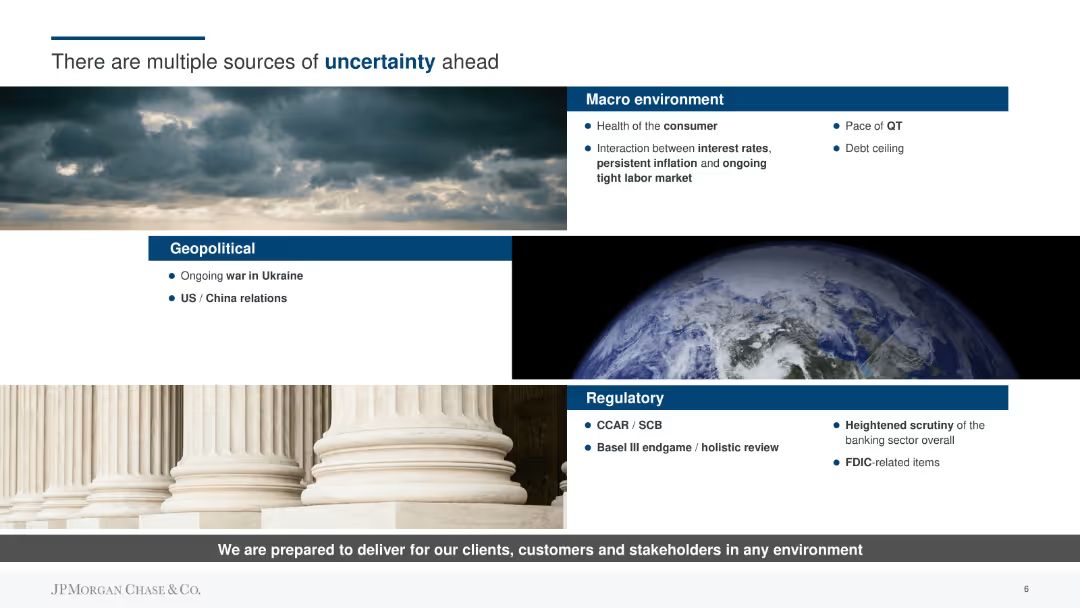 There are multiple sources of uncertainty ahead
Macro environment
● Health of the consumer
● Interaction between interest rates,
persistent inflation and ongoing
tight labor market
● Pace of QT
● Debt ceiling
Geopolitical
● Ongoing war in Ukraine
● US / China relations
Regulatory
● CCAR / SCB
● Basel III endgame / holistic review
● Heightened scrutiny of the
banking sector overall
● FDIC-related items
We are prepared to deliver for our clients, customers and stakeholders in any environment
JPMORGAN CHASE & CO.
6